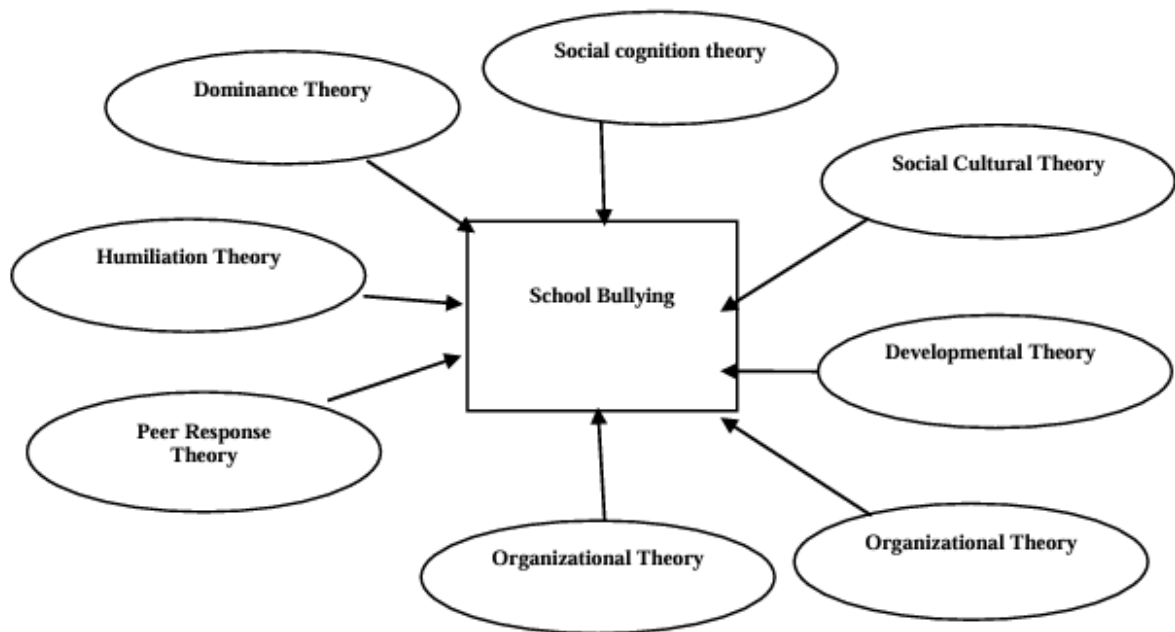 Social cognition theory
Dominance Theory
Social Cultural Theory
Humiliation Theory
School Bullying
Developmental Theory
Peer Response
Theory
Organizational Theory
Organizational Theory